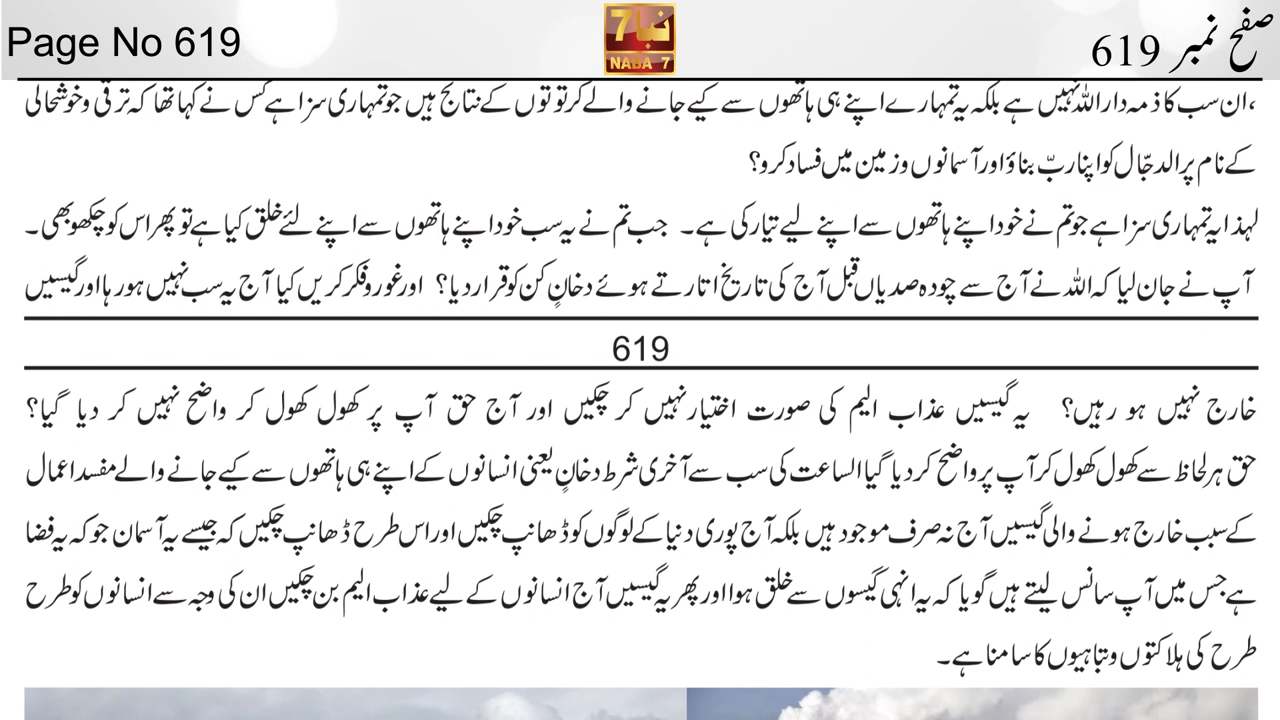 Page No 619
نبا 7
NABA 7
صفحہ نمبر 619
،ان سب کا ذمہ دار اللہ نہیں ہے بلکہ یہ تمہارے اپنے ہی ہاتھوں سے کیے جانے والے کرتوتوں کے نتائج ہیں جو تمہاری سزا ہے کس نے کہا تھا کہ ترقی و خوشحالی
کے نام پر الدجّال کو اپنا ربّ بناؤ اور آسمانوں و زمین میں فساد کرو؟
لہذا یہ تمہاری سزا ہے جو تم نے خود اپنے ہاتھوں سے اپنے لیے تیار کی ہے۔ جب تم نے یہ سب خود اپنے ہاتھوں سے اپنے لئے خلق کیا ہے تو پھر اس کو چکھو بھی۔
آپ نے جان لیا کہ اللہ نے آج سے چودہ صدیاں قبل آج کی تاریخ اتارتے ہوئے دخانٍ کن کو قرار دیا؟ اور غور و فکر کریں کیا آج یہ سب نہیں ہو رہا اور گیسیں
619
خارج نہیں ہو رہیں؟ یہ گیسیں عذاب الیم کی صورت اختیار نہیں کر چکیں اور آج حق آپ پر کھول کھول کر واضح نہیں کر دیا گیا؟
حق ہر لحاظ سے کھول کھول کر آپ پر واضح کر دیا گیا الساعت کی سب سے آخری شرط دخانٍ یعنی انسانوں کے اپنے ہی ہاتھوں سے کیے جانے والے مفسد اعمال
کے سبب خارج ہونے والی گیسیں آج نہ صرف موجود ہیں بلکہ آج پوری دنیا کے لوگوں کو ڈھانپ چکیں اور اس طرح ڈھانپ چکیں کہ جیسے یہ آسمان جو کہ یہ فضا
ہے جس میں آپ سانس لیتے ہیں گویا کہ یہ انہی گیسوں سے خلق ہوا اور پھر یہ گیسیں آج انسانوں کے لیے عذاب الیم بن چکیں ان کی وجہ سے انسانوں کو طرح
طرح کی ہلاکتوں و تباہیوں کا سامنا ہے۔